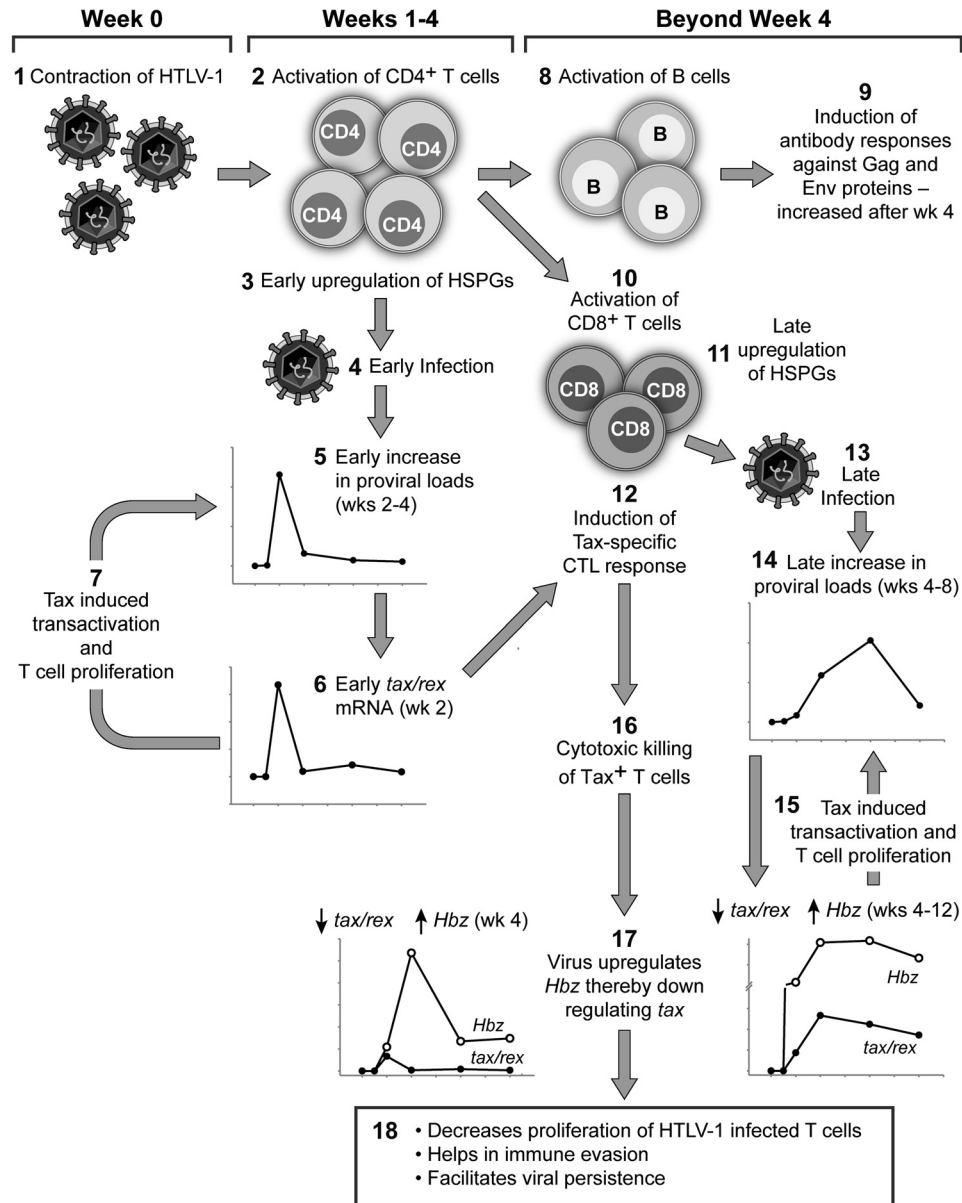 Week 0
Weeks 1-4
Beyond Week 4
1 Contraction of HTLV-1
2 Activation of CD4+ T cells
CD4
CD4
CD4
CD4
3 Early upregulation of HSPGs
4 Early Infection
5 Early increase
in proviral loads
(wks 2-4)
6 Early tax/rex
mRNA (wk 2)
7
Tax induced
transactivation
and
T cell proliferation
8 Activation of B cells
B
B
B
9
Induction of
antibody responses
against Gag and
Env proteins –
increased after wk 4
10
Activation of
CD8+ T cells
CD8
CD8
CD8
11 Late
upregulation
of HSPGs
12
Induction of
Tax-specific
CTL response
13
Late
Infection
14 Late increase in
proviral loads (wks 4-8)
15 Tax induced
transactivation and
T cell proliferation
16
Cytotoxic killing
of Tax+ T cells
↓ tax/rex ↑ Hbz (wk 4)
Hbz
tax/rex
17
Virus upregulates
Hbz thereby down
regulating tax
↓ tax/rex ↑ Hbz (wks 4-12)
Hbz
tax/rex
18 • Decreases proliferation of HTLV-1 infected T cells
• Helps in immune evasion
• Facilitates viral persistence